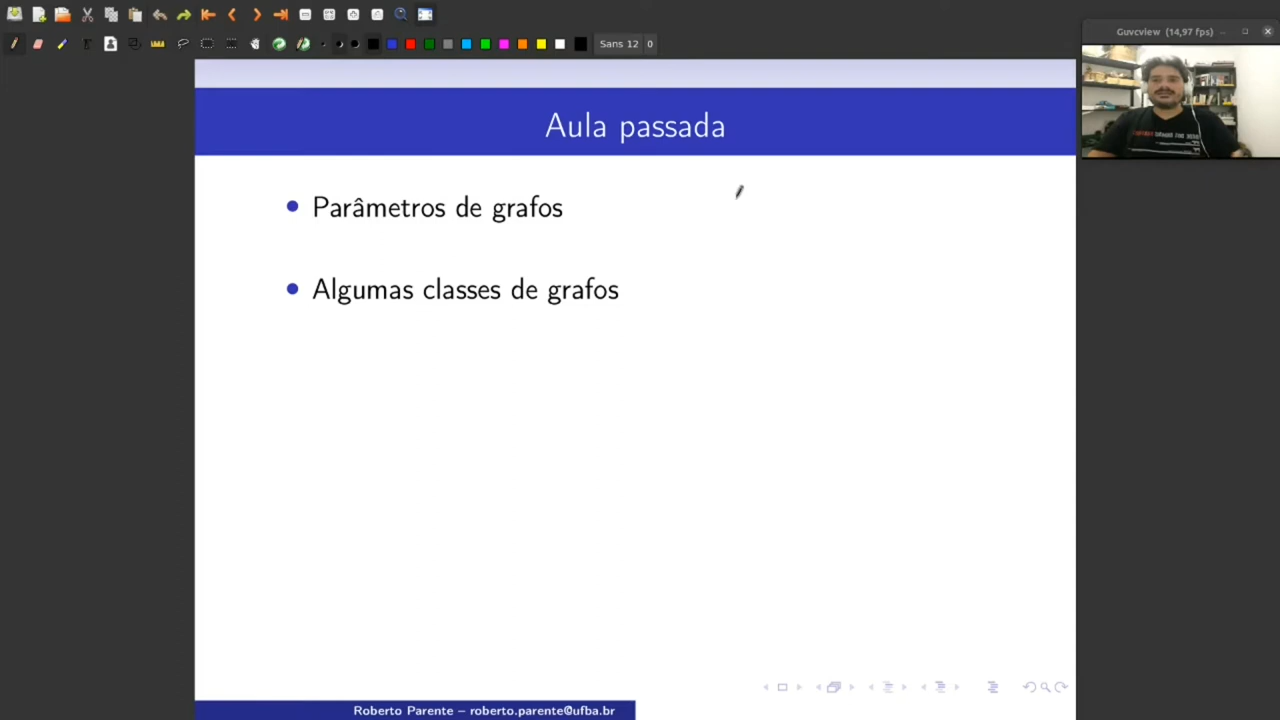 Sans 12 0
Guvcview (14,97 fps)
Aula passada
Parâmetros de grafos
Algumas classes de grafos
Roberto Parente – roberto.parente@ufba.br